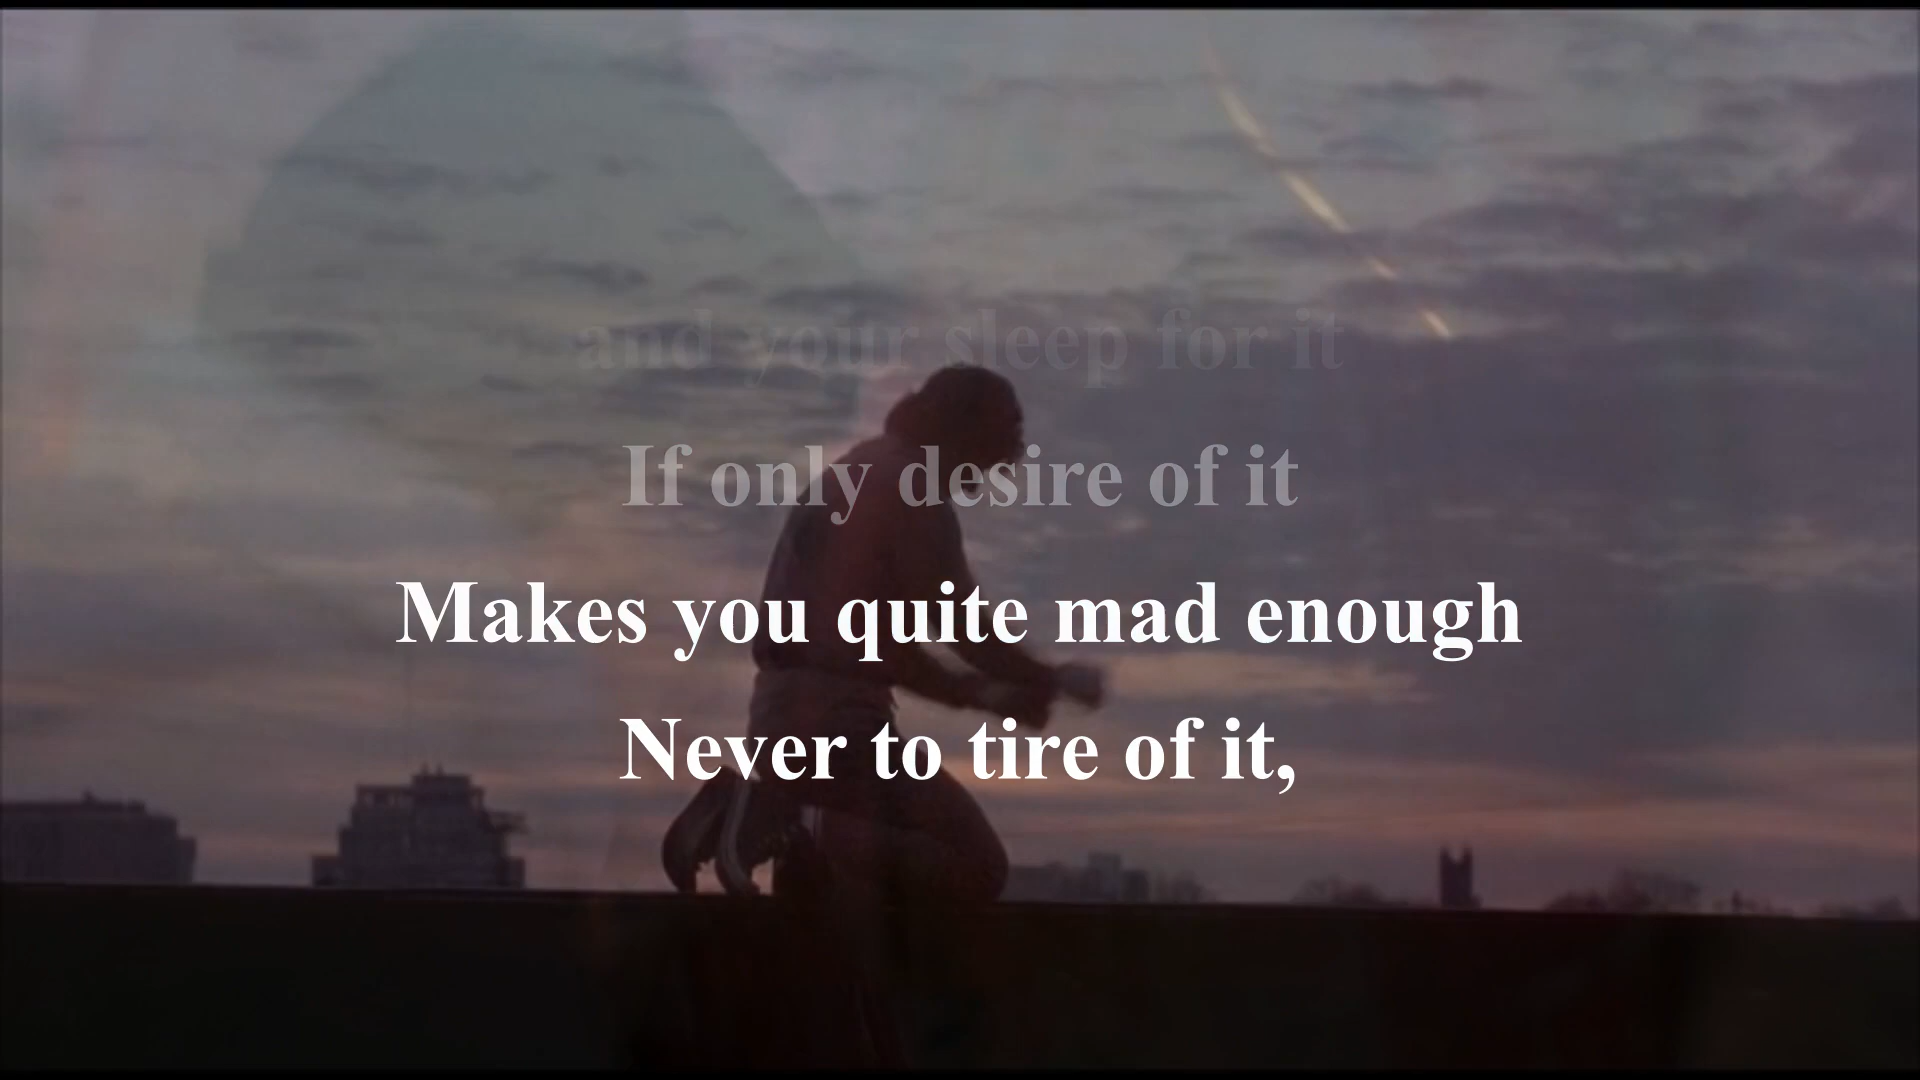 and your sleep for it
If only desire of it
Makes you quite mad enough
Never to tire of it,